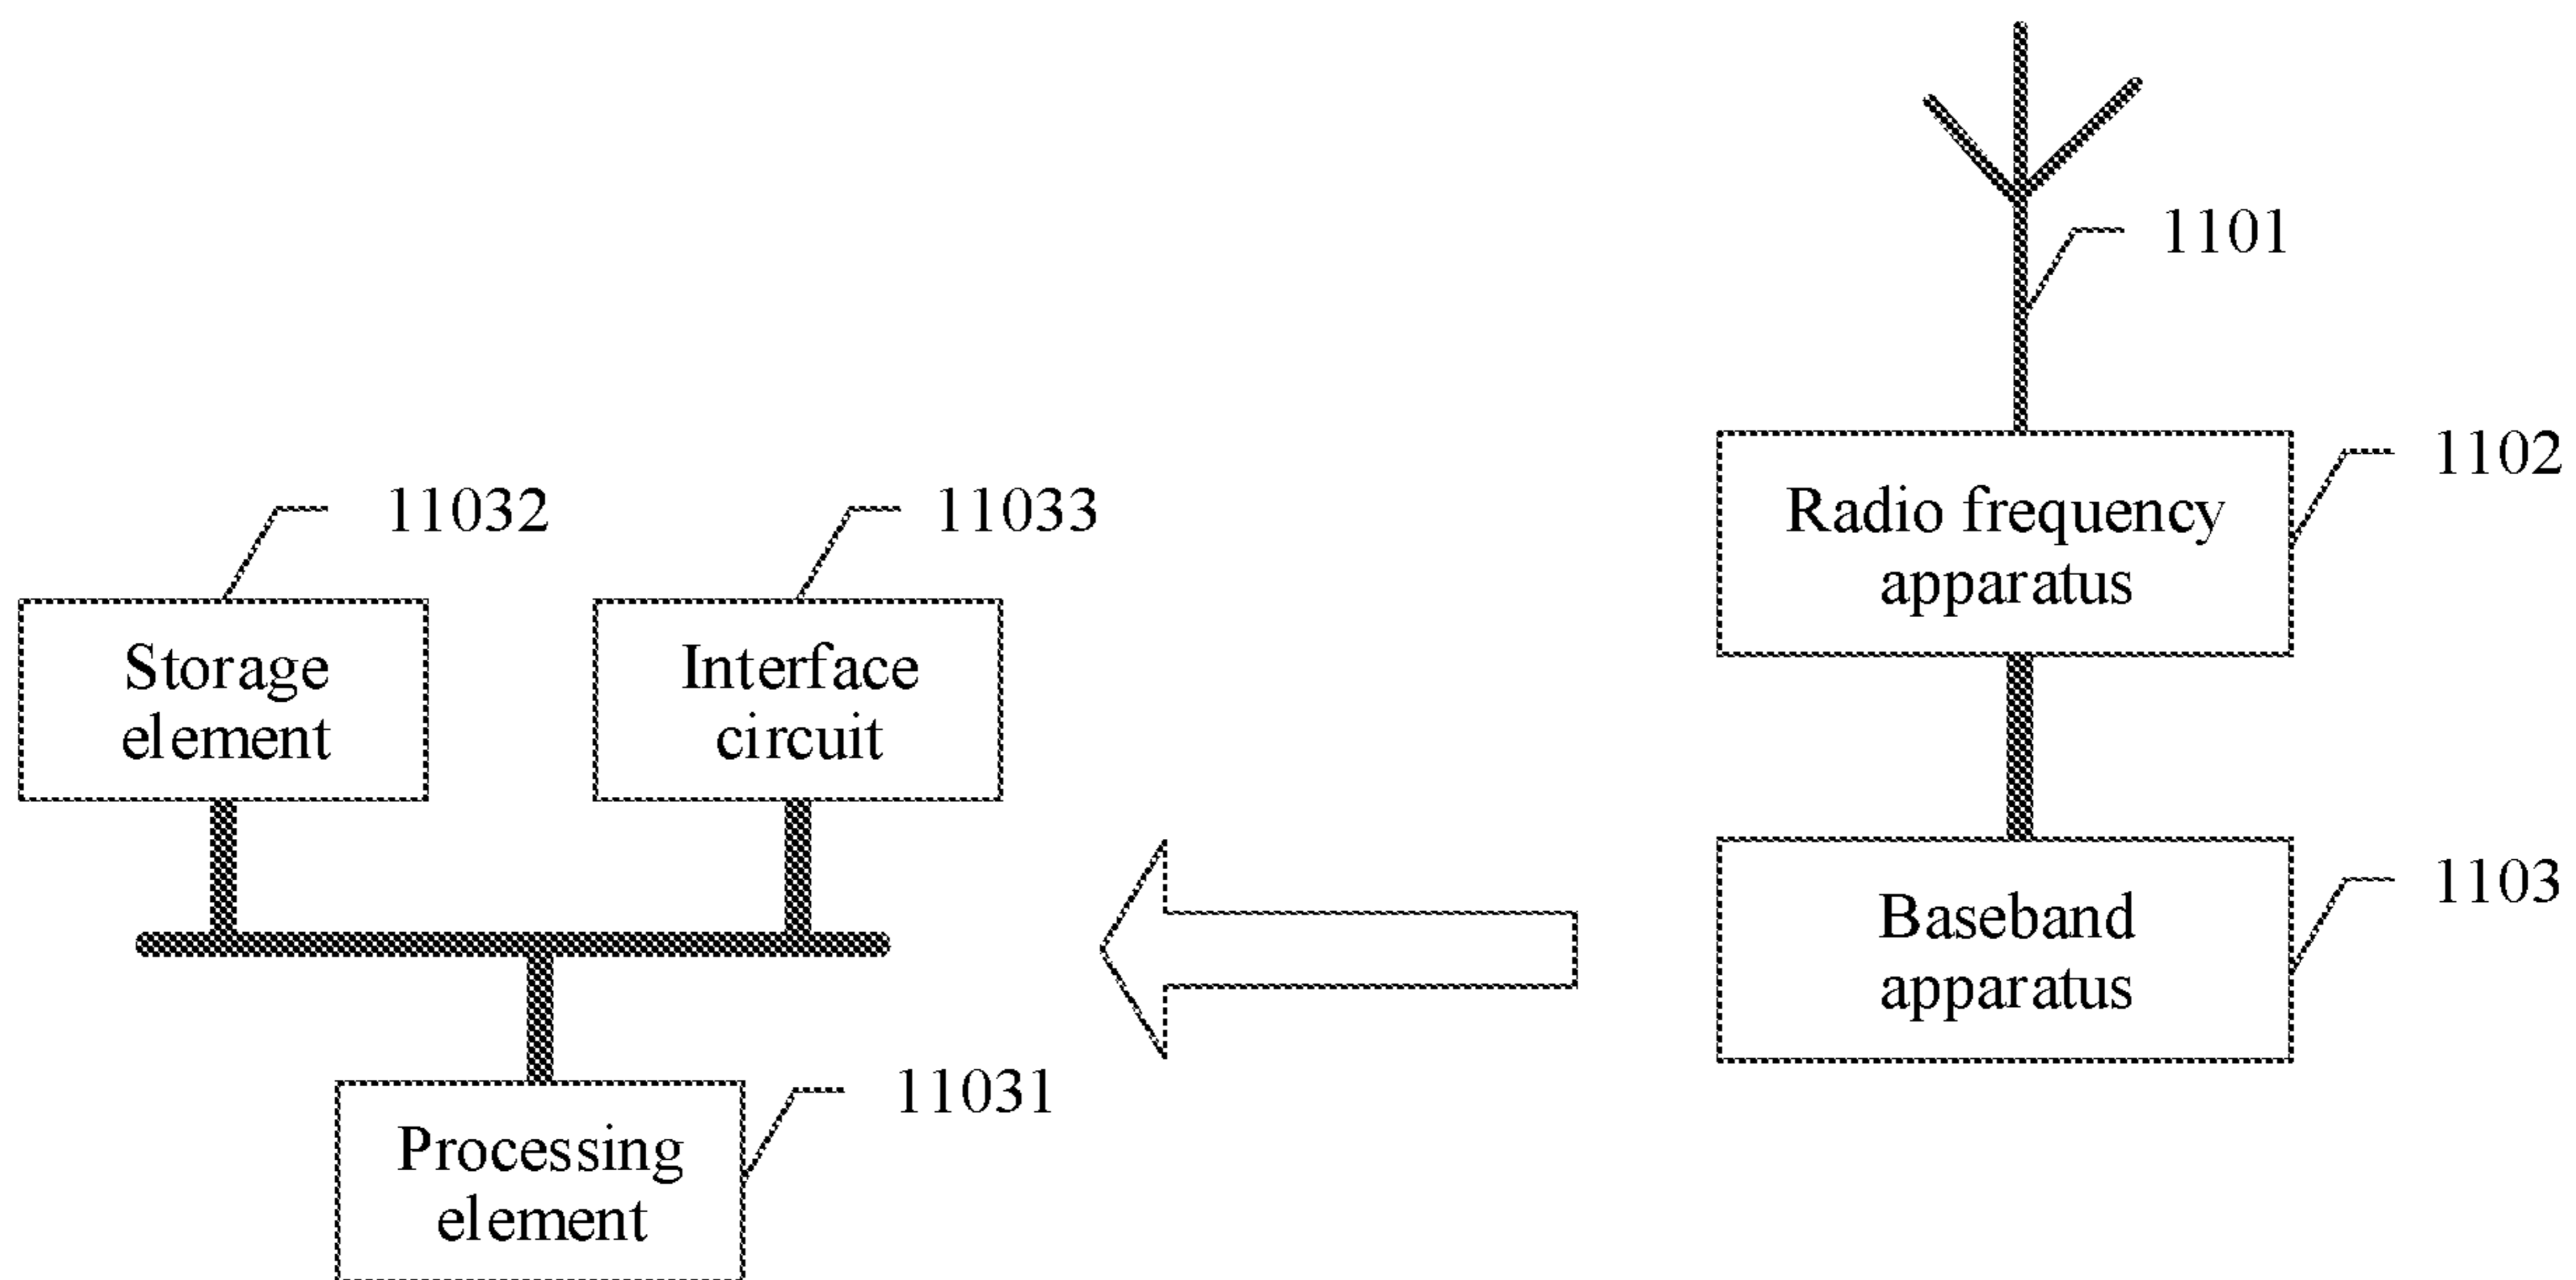 1101
1102
Radio frequency
apparatus
11032
11033
Storage
element
Interface
circuit
1103
Baseband
apparatus
11031
Processing
element